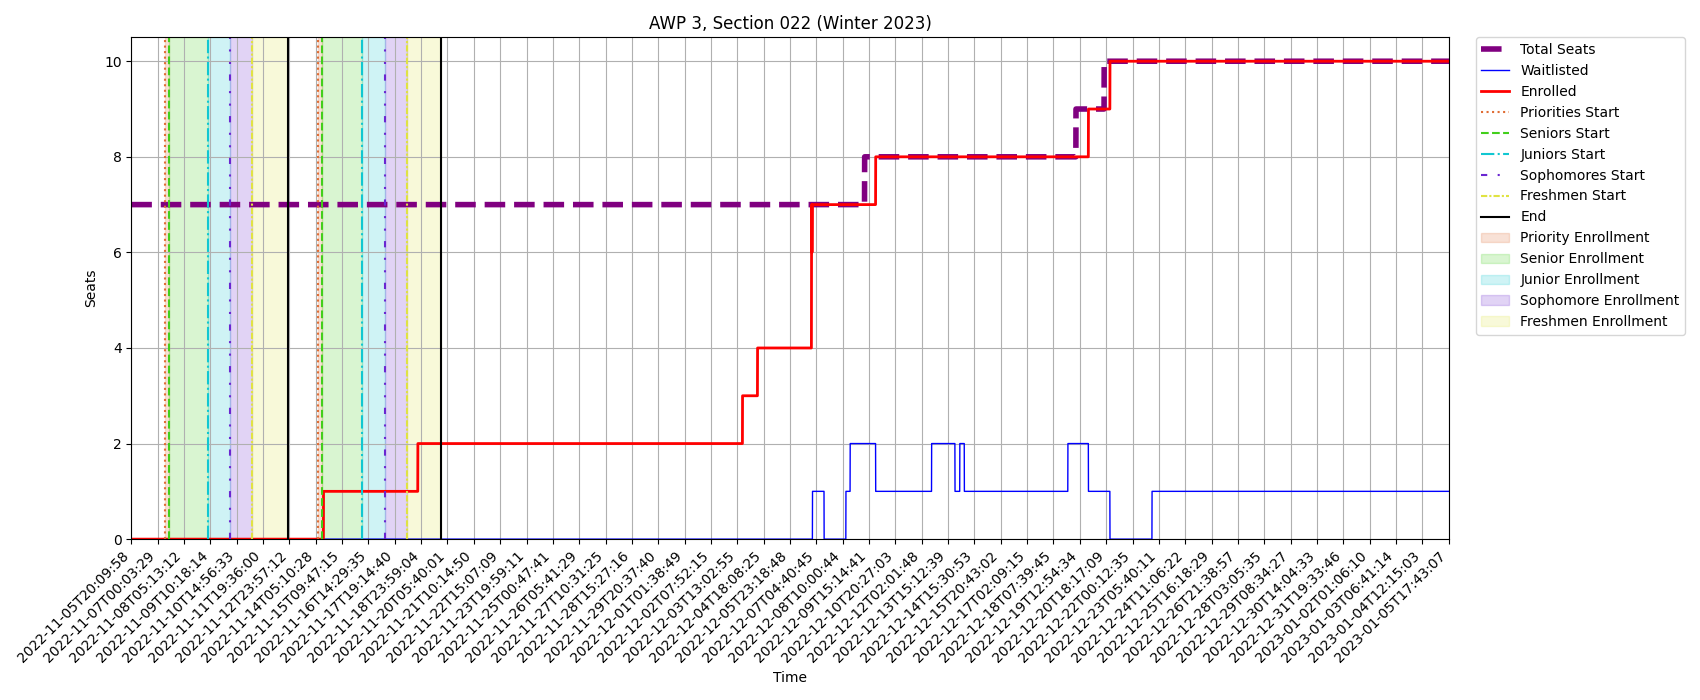 AWP 3, Section 022 (Winter 2023)
Seats
10
8
6
4
2
0
2022-11-05T20:09:58
2022-11-07T00:03:29
2022-11-08T05:13:12
2022-11-09T10:18:14
2022-11-10T14:56:33
2022-11-11T19:36:00
2022-11-12T23:57:12
2022-11-14T05:10:28
2022-11-15T09:47:15
2022-11-16T14:29:35
2022-11-17T19:14:40
2022-11-18T23:59:04
2022-11-20T05:40:01
2022-11-21T10:14:50
2022-11-22T15:07:09
2022-11-23T19:59:11
2022-11-25T00:47:41
2022-11-26T05:41:29
2022-11-27T10:31:25
2022-11-28T15:27:16
2022-11-29T20:37:40
2022-12-01T01:38:49
2022-12-02T07:52:15
2022-12-03T13:02:55
2022-12-04T18:08:25
2022-12-05T23:18:48
2022-12-07T04:40:45
2022-12-08T10:00:44
2022-12-09T15:14:41
2022-12-10T20:27:03
2022-12-12T02:01:48
2022-12-13T15:12:39
2022-12-14T15:30:53
2022-12-15T20:43:02
2022-12-17T02:09:15
2022-12-18T07:39:45
2022-12-19T12:54:34
2022-12-20T18:17:09
2022-12-22T00:12:35
2022-12-23T05:40:11
2022-12-24T11:06:22
2022-12-25T16:18:29
2022-12-26T21:38:57
2022-12-28T03:05:35
2022-12-29T08:34:27
2022-12-30T14:04:33
2022-12-31T19:33:46
2023-01-02T01:06:10
2023-01-03T06:41:14
2023-01-04T12:15:03
2023-01-05T17:43:07
Time
Total Seats
Waitlisted
Enrolled
Priorities Start
Seniors Start
Juniors Start
Sophomores Start
Freshmen Start
End
Priority Enrollment
Senior Enrollment
Junior Enrollment
Sophomore Enrollment
Freshmen Enrollment